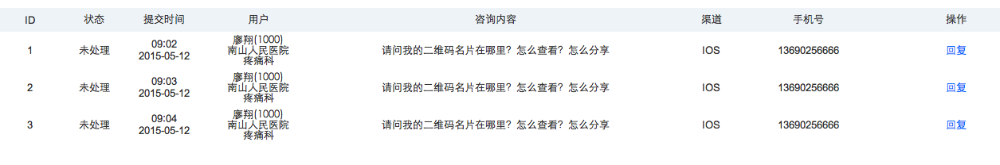 ID 状态 提交时间 用户 咨询内容 渠道 手机号 操作
廖翔(1000)
09:02
1 未处理 南山人民医院 请问我的二维码名片在哪里？怎么查看？怎么分享 IOS 13690256666 回复
2015-05-12
疼痛科
廖翔(1000)
09:03
2 未处理 南山人民医院 请问我的二维码名片在哪里？怎么查看？怎么分享 IOS 13690256666 回复
2015-05-12
疼痛科
廖翔(1000)
09:04
3 未处理 南山人民医院 请问我的二维码名片在哪里？怎么查看？怎么分享 IOS 13690256666 回复
2015-05-12
疼痛科